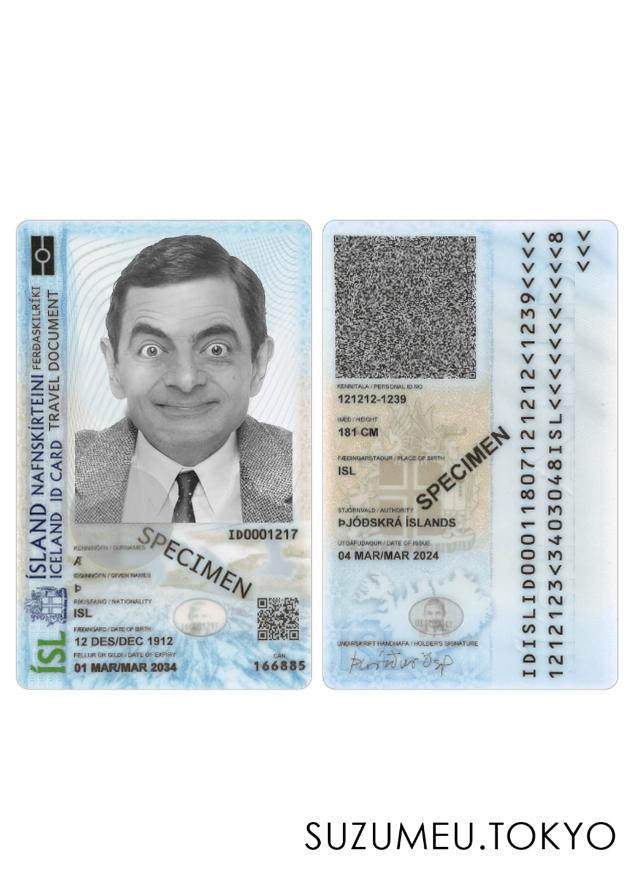 ÍSLAND NAFNSKÍRTEINI FERÐASKILRÍKI
ICELAND ID CARD TRAVEL DOCUMENT
ÍSL
ID0001217
KENNINÖFN / SURNAMES
Æ
EIGINNÖFN / GIVEN NAMES
Þ
RÍKISFANG / NATIONALITY
ISL
FÆÐINGARD / DATE OF BIRTH
12 DES/DEC 1912
FELLUR ÚR GILDI / DATE OF EXPIRY
01 MAR/MAR 2034
CAN
166885
SPECIMEN
KENNITALA / PERSONAL ID NO
121212-1239
HÆÐ / HEIGHT
181 CM
FÆÐINGARSTAÐUR / PLACE OF BIRTH
ISL
STJÓRNVALD / AUTHORITY
ÞJÓÐSKRÁ ÍSLANDS
ÚTGÁFUDAGUR / DATE OF ISSUE
04 MAR/MAR 2024
UNDIRSKRIFT HANDHAFA / HOLDER'S SIGNATURE
SPECIMEN
IDISLID00011807121212<1239<<<<
1212123<3403048ISL<<<<<<<<<<<8
<<<
SUZUMEU.TOKYO